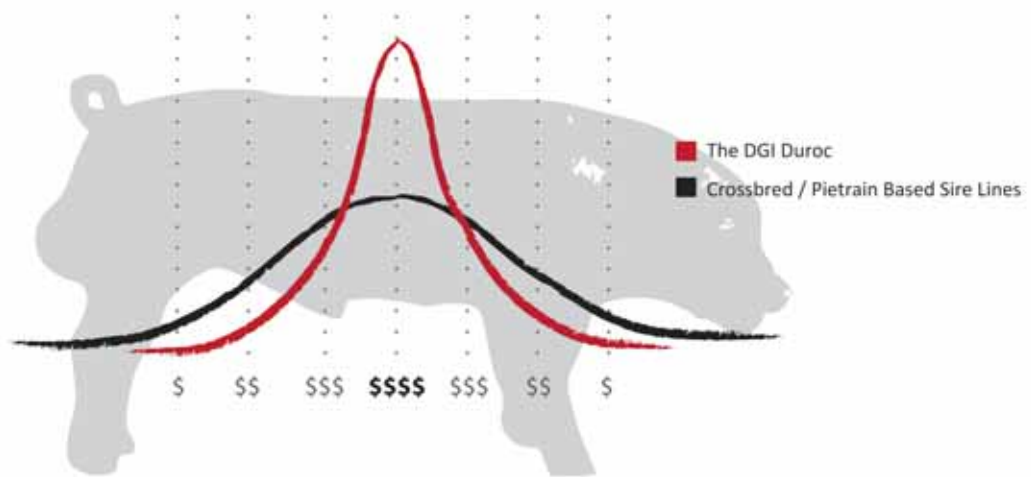 The DGI Duroc
Crossbred / Pietrain Based Sire Lines
$ $$ $$$ $$$$ $$$ $$ $